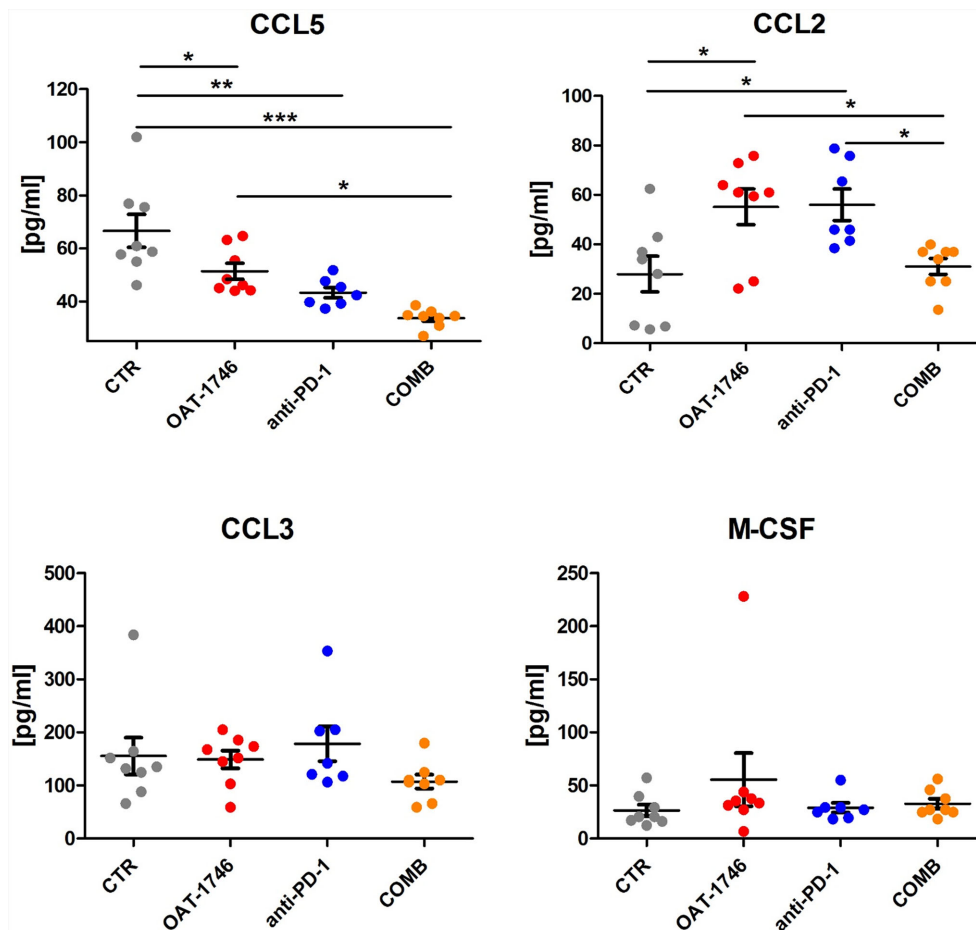 CCL5
*
**
***
*
[pg/ml]
120
100
80
60
40
CTR
OAT-1746
anti-PD-1
COMB
CCL2
*
*
*
*
[pg/ml]
100
80
60
40
20
0
CTR
OAT-1746
anti-PD-1
COMB
CCL3
[pg/ml]
500
400
300
200
100
0
CTR
OAT-1746
anti-PD-1
COMB
M-CSF
[pg/ml]
250
200
150
100
50
0
CTR
OAT-1746
anti-PD-1
COMB